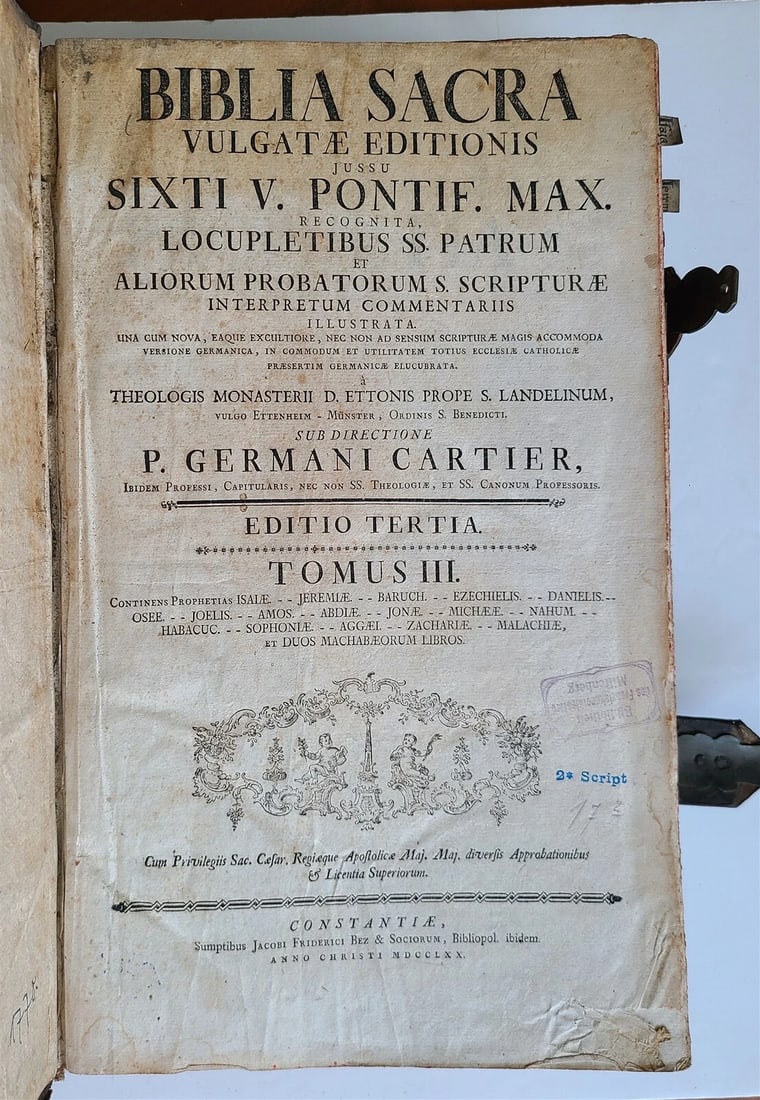 BIBLIA SACRA
VULGATÆ EDITIONIS
JUSSU
SIXTI V. PONTIF. MAX.
RECOGNITA,
LOCUPLETIBUS SS. PATRUM
ET
ALIORUM PROBATORUM S. SCRIPTURÆ
INTERPRETUM COMMENTARIIS
ILLUSTRATA.
UNA CUM NOVA, EAQUE EXCULTIORE, NEC NON AD SENSUM SCRIPTURÆ MAGIS ACCOMMODA
VERSIONE GERMANICA, IN COMMODUM ET UTILITATEM TOTIUS ECCLESIÆ CATHOLICÆ
PRÆSERTIM GERMANICÆ ELUCUBRATA.
à
THEOLOGIS MONASTERII D. ETTONIS PROPE S. LANDELINUM,
VULGO ETTENHEIM - MÜNSTER, ORDINIS S. BENEDICTI.
SUB DIRECTIONE
P. GERMANI CARTIER,
IBIDEM PROFESSI, CAPITULARIS, NEC NON SS. THEOLOGIÆ, ET SS. CANONUM PROFESSORIS.
EDITIO TERTIA.
TOMUS III.
CONTINENS PROPHETIAS ISAIÆ. - - JEREMIÆ. - - BARUCH. - - EZECHIELIS. - - DANIELIS. - -
OSEE. - - JOELIS. - - AMOS. - - ABDIÆ. - - JONÆ. - - MICHÆÆ. - - NAHUM. - -
HABACUC. - - SOPHONIÆ. - - AGGÆI. - - ZACHARIÆ. - - MALACHIÆ,
ET DUOS MACHABÆORUM LIBROS.
Bibliothek
des Franziskanerklosters
Miltenberg
2* Script
173
Cum Privilegiis Sac. Cæsar. Regiæque Apostolicæ Maj. Maj. diversis Approbationibus
& Licentia Superiorum.
CONSTANTIÆ,
Sumptibus JACOBI FRIDERICI BEZ & SOCIORUM, Bibliopol. ibidem.
ANNO CHRISTI MDCCLXX.
1770.